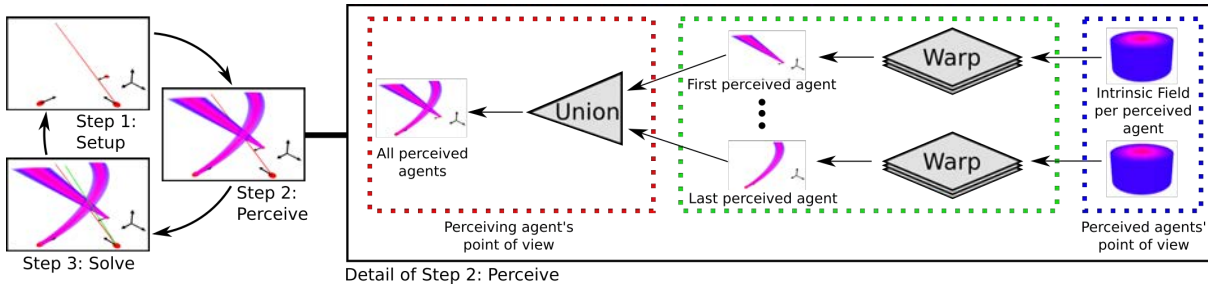 Step 1:
Setup
Step 2:
Perceive
Step 3: Solve
All perceived
agents
Union
First perceived agent
Last perceived agent
Warp
Warp
Intrinsic Field
per perceived
agent
Perceiving agent's
point of view
Perceived agents'
point of view
Detail of Step 2: Perceive